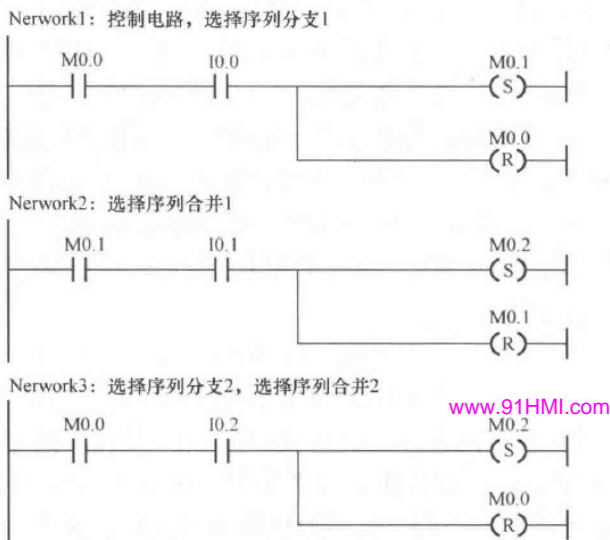 Nerwork1：控制电路，选择序列分支1
M0.0 I0.0 M0.1
S
M0.0
R
Nerwork2：选择序列合并1
M0.1 I0.1 M0.2
S
M0.1
R
Nerwork3：选择序列分支2，选择序列合并2
www.91HMI.com
M0.0 I0.2 M0.2
S
M0.0
R